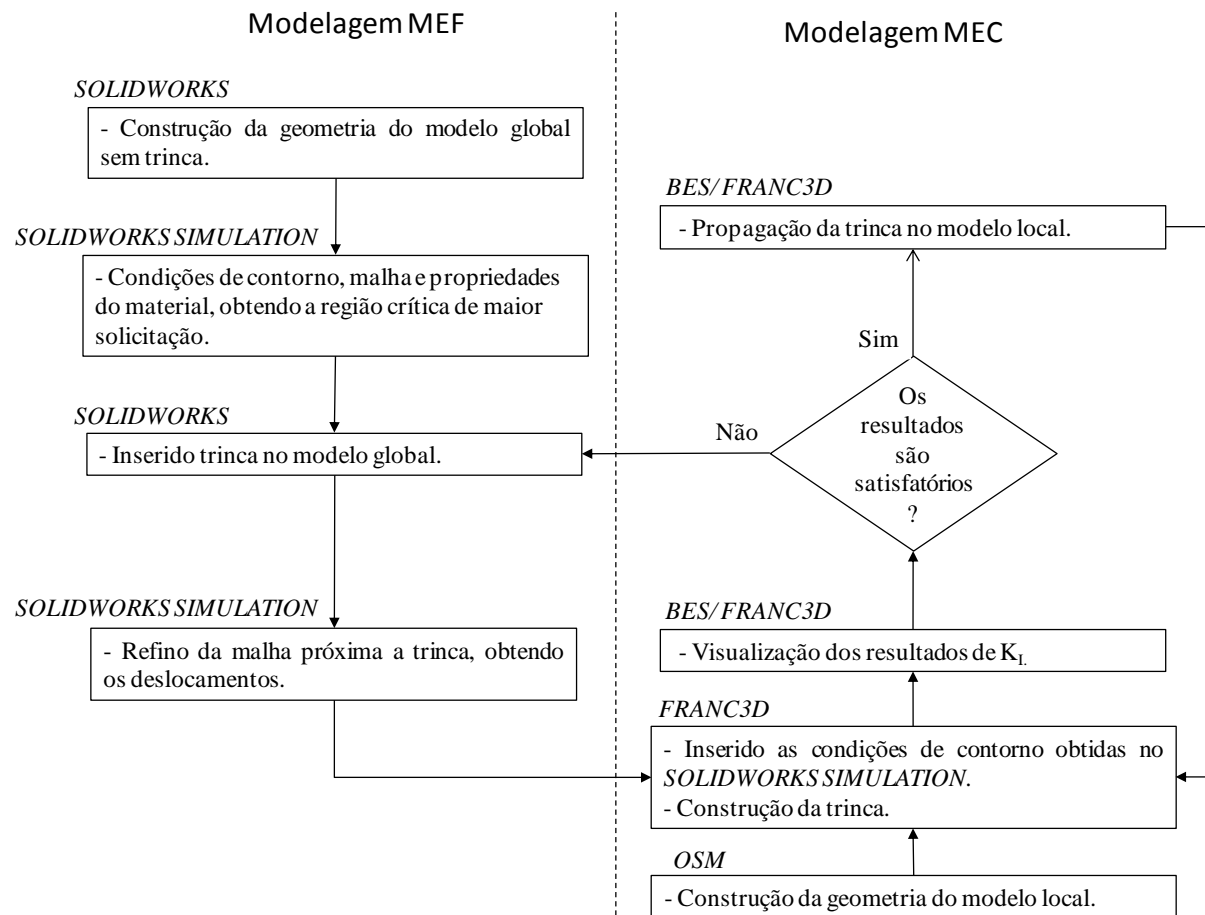 Modelagem MEF
SOLIDWORKS
- Construção da geometria do modelo global
sem trinca.
SOLIDWORKS SIMULATION
- Condições de contorno, malha e propriedades
do material, obtendo a região crítica de maior
solicitação.
SOLIDWORKS
- Inserido trinca no modelo global.
SOLIDWORKS SIMULATION
- Refino da malha próxima a trinca, obtendo
os deslocamentos.
Modelagem MEC
BES/ FRANC3D
- Propagação da trinca no modelo local.
Sim
Não
Os
resultados
são
satisfatórios
?
BES/ FRANC3D
- Visualização dos resultados de KI.
FRANC3D
- Inserido as condições de contorno obtidas no
SOLIDWORKS SIMULATION.
- Construção da trinca.
OSM
- Construção da geometria do modelo local.